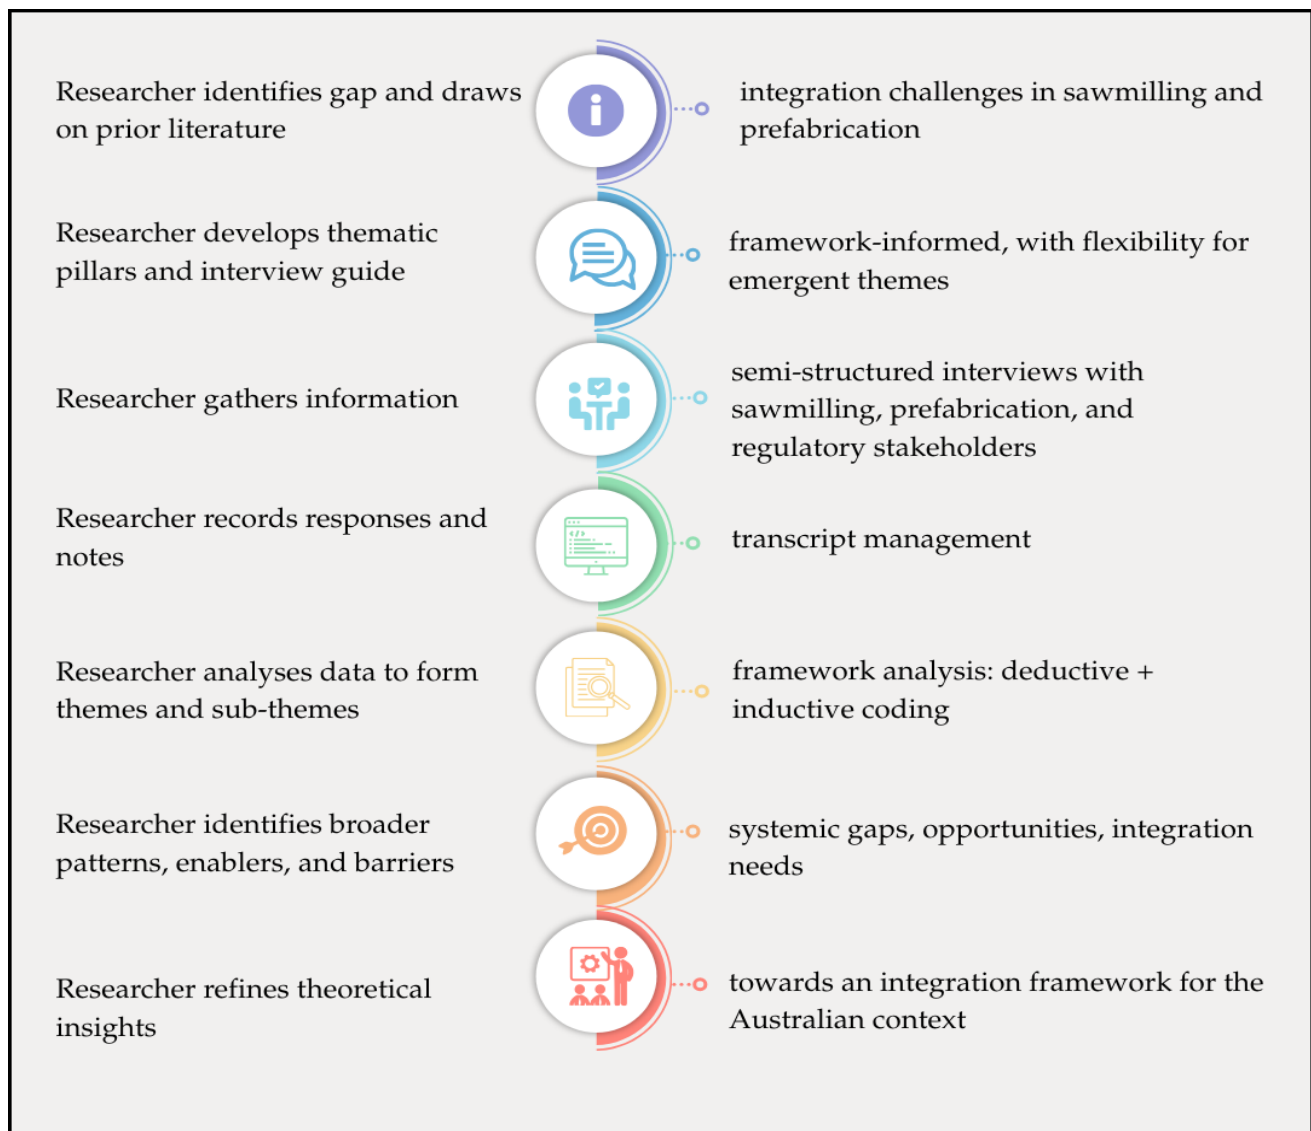 Researcher identifies gap and draws
on prior literature
integration challenges in sawmilling and
prefabrication
Researcher develops thematic
pillars and interview guide
framework-informed, with flexibility for
emergent themes
Researcher gathers information
semi-structured interviews with
sawmilling, prefabrication, and
regulatory stakeholders
Researcher records responses and
notes
transcript management
Researcher analyses data to form
themes and sub-themes
framework analysis: deductive +
inductive coding
Researcher identifies broader
patterns, enablers, and barriers
systemic gaps, opportunities, integration
needs
Researcher refines theoretical
insights
towards an integration framework for the
Australian context